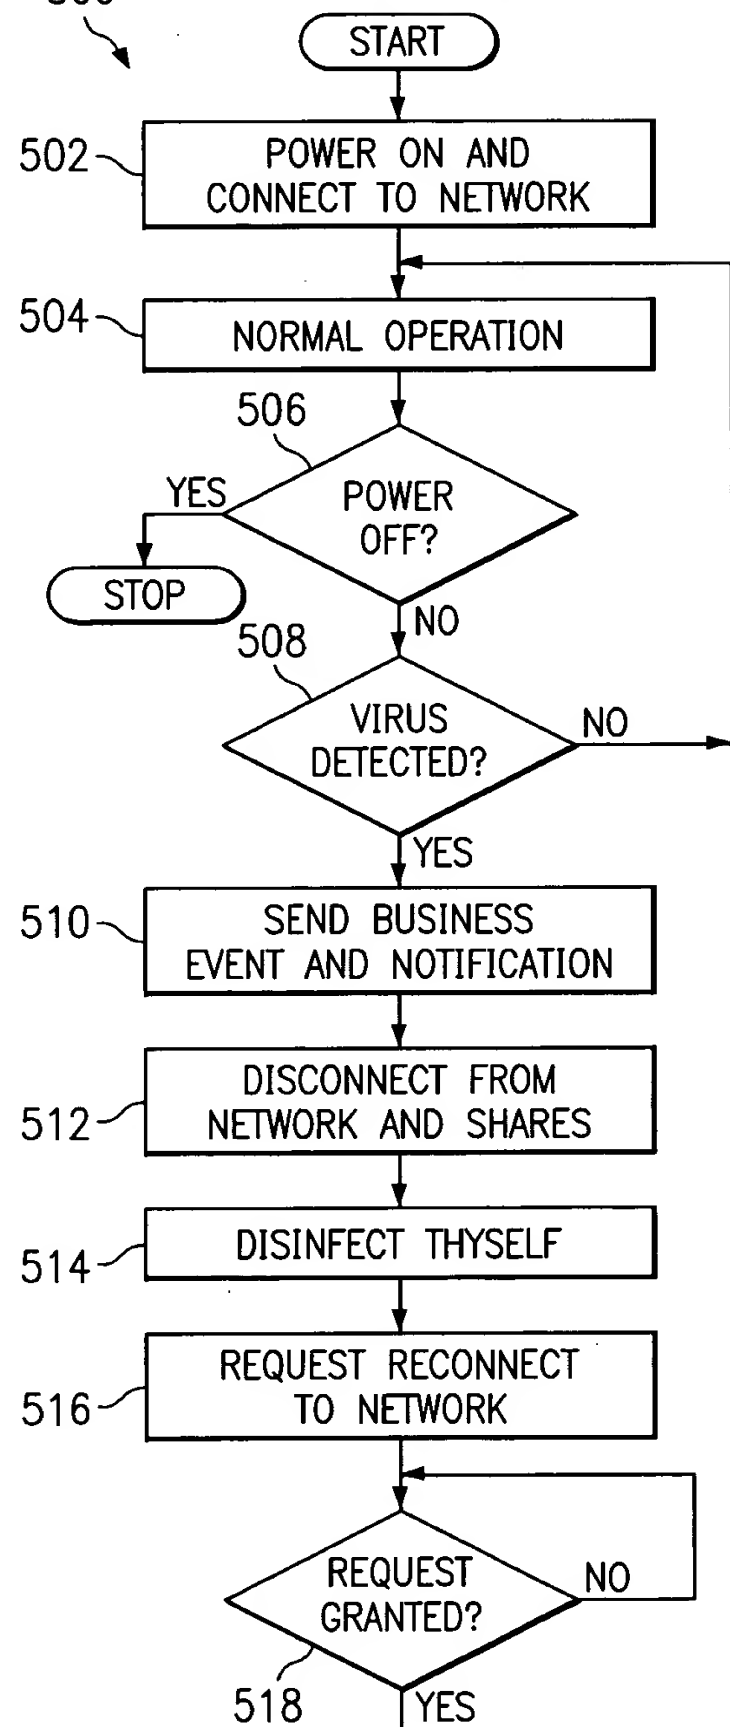 START
502
POWER ON AND
CONNECT TO NETWORK
504
NORMAL OPERATION
506
YES
POWER
OFF?
STOP
NO
508
VIRUS
DETECTED?
NO
YES
510
SEND BUSINESS
EVENT AND NOTIFICATION
512
DISCONNECT FROM
NETWORK AND SHARES
514
DISINFECT THYSELF
516
REQUEST RECONNECT
TO NETWORK
REQUEST
GRANTED?
NO
518
YES